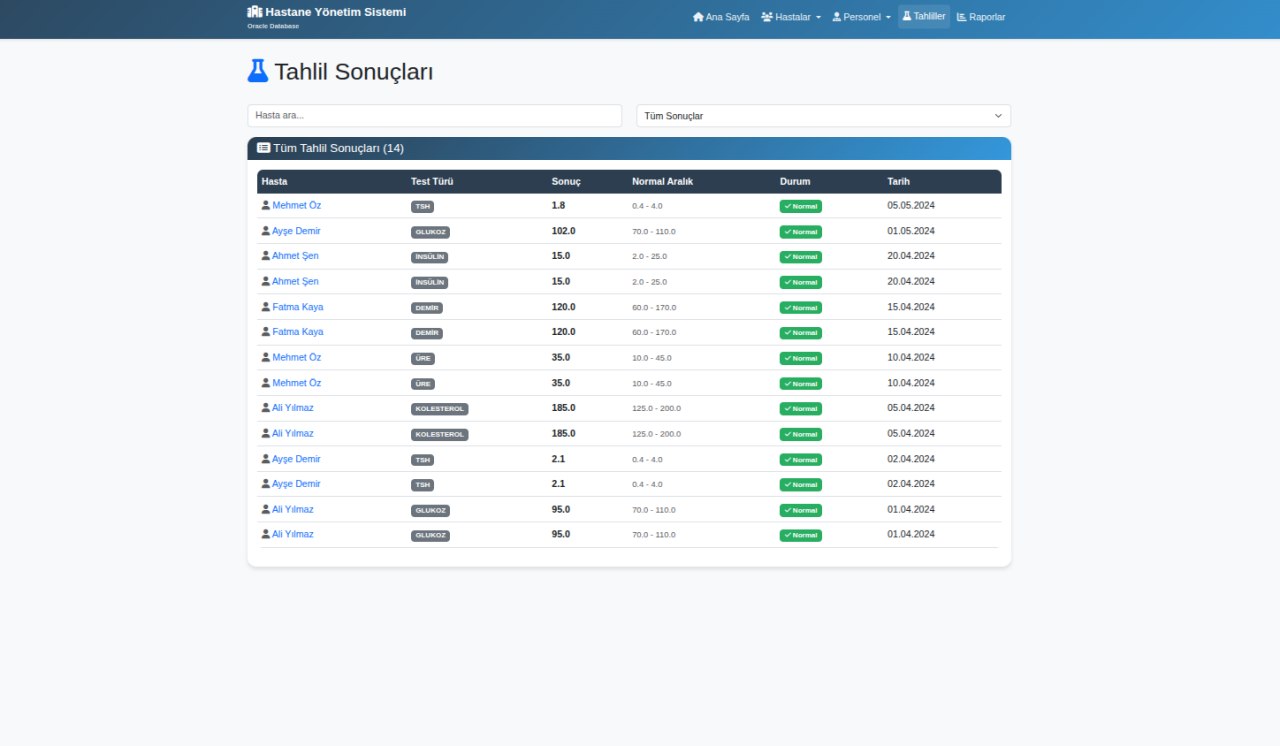 Hastane Yönetim Sistemi
Oracle Database
Ana Sayfa Hastalar Personel Tahliller Raporlar
Tahlil Sonuçları
Hasta ara... Tüm Sonuçlar
Tüm Tahlil Sonuçları (14)
Hasta Test Türü Sonuç Normal Aralık Durum Tarih
Mehmet Öz TSH 1.8 0.4 - 4.0 Normal 05.05.2024
Ayşe Demir GLUKOZ 102.0 70.0 - 110.0 Normal 01.05.2024
Ahmet Şen İNSÜLİN 15.0 2.0 - 25.0 Normal 20.04.2024
Ahmet Şen İNSÜLİN 15.0 2.0 - 25.0 Normal 20.04.2024
Fatma Kaya DEMİR 120.0 60.0 - 170.0 Normal 15.04.2024
Fatma Kaya DEMİR 120.0 60.0 - 170.0 Normal 15.04.2024
Mehmet Öz ÜRE 35.0 10.0 - 45.0 Normal 10.04.2024
Mehmet Öz ÜRE 35.0 10.0 - 45.0 Normal 10.04.2024
Ali Yılmaz KOLESTEROL 185.0 125.0 - 200.0 Normal 05.04.2024
Ali Yılmaz KOLESTEROL 185.0 125.0 - 200.0 Normal 05.04.2024
Ayşe Demir TSH 2.1 0.4 - 4.0 Normal 02.04.2024
Ayşe Demir TSH 2.1 0.4 - 4.0 Normal 02.04.2024
Ali Yılmaz GLUKOZ 95.0 70.0 - 110.0 Normal 01.04.2024
Ali Yılmaz GLUKOZ 95.0 70.0 - 110.0 Normal 01.04.2024